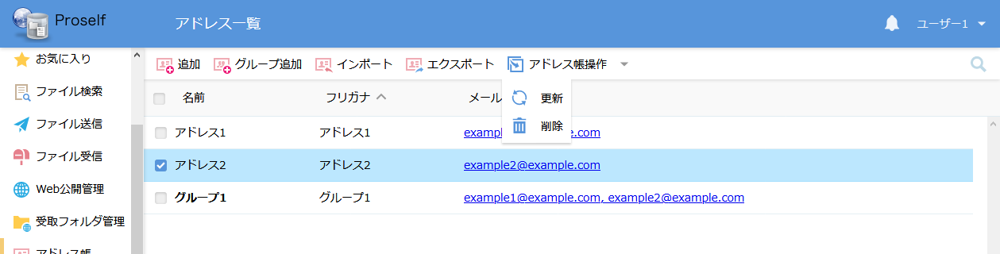 Proself アドレス一覧 ユーザー1
お気に入り
ファイル検索
ファイル送信
ファイル受信
Web公開管理
受取フォルダ管理
アドレス帳
追加 グループ追加 インポート エクスポート アドレス帳操作
更新
削除
名前 フリガナ メール
アドレス1 アドレス1 exampl e.com
アドレス2 アドレス2 example2@example.com
グループ1 グループ1 example1@example.com, example2@example.com